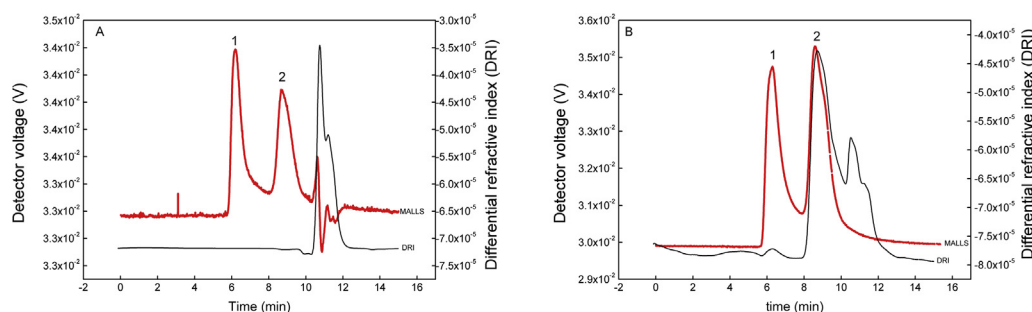 A
3.5x10⁻²
3.4x10⁻²
3.4x10⁻²
3.4x10⁻²
3.4x10⁻²
3.4x10⁻²
3.3x10⁻²
3.3x10⁻²
3.3x10⁻²
3.3x10⁻²
Detector voltage (V)
1
2
MALLS
DRI
-3.0x10⁻⁵
-3.5x10⁻⁵
-4.0x10⁻⁵
-4.5x10⁻⁵
-5.0x10⁻⁵
-5.5x10⁻⁵
-6.0x10⁻⁵
-6.5x10⁻⁵
-7.0x10⁻⁵
-7.5x10⁻⁵
Differential refractive index (DRI)
-2 0 2 4 6 8 10 12 14 16
Time (min)
B
3.6x10⁻²
3.5x10⁻²
3.4x10⁻²
3.3x10⁻²
3.2x10⁻²
3.1x10⁻²
3.0x10⁻²
2.9x10⁻²
Detector voltage (V)
1
2
MALLS
DRI
-4.0x10⁻⁵
-4.5x10⁻⁵
-5.0x10⁻⁵
-5.5x10⁻⁵
-6.0x10⁻⁵
-6.5x10⁻⁵
-7.0x10⁻⁵
-7.5x10⁻⁵
-8.0x10⁻⁵
Differential refractive index (DRI)
-2 0 2 4 6 8 10 12 14 16
time (min)